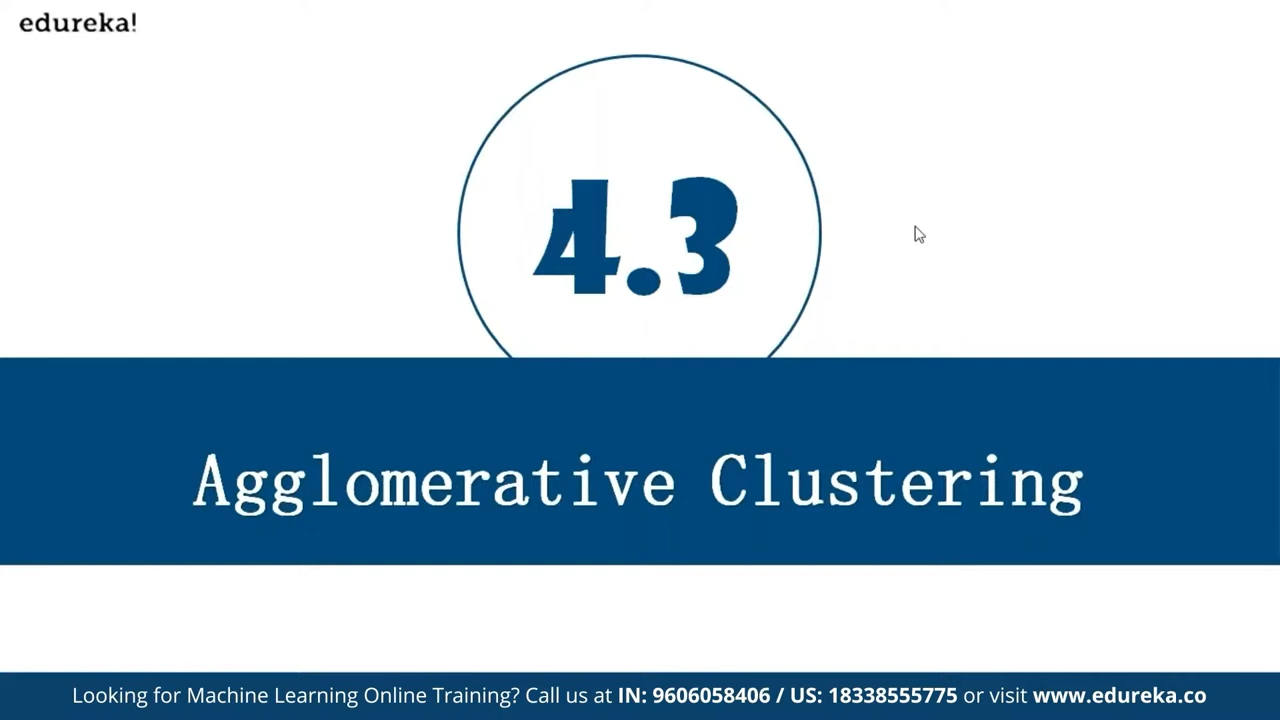 edureka!
4.3
Agglomerative Clustering
Looking for Machine Learning Online Training? Call us at IN: 9606058406 / US: 18338555775 or visit www.edureka.co